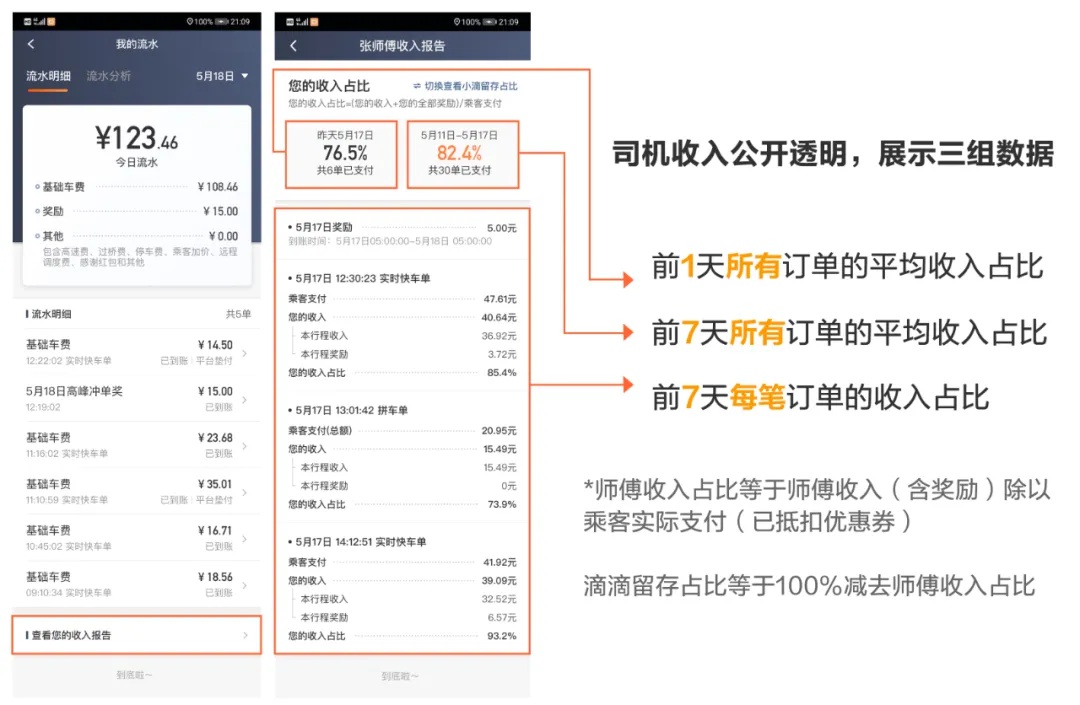 100% 21:09
我的流水
流水明细 流水分析 5月18日
¥123.46
今日流水
基础车费 ¥108.46
奖励 ¥15.00
其他 ¥0.00
包含高速费、过桥费、停车费、乘客加价、远程
调度费、感谢红包和其他
流水明细 共5单
基础车费 ¥14.50
12:22:02 实时快车单 已到账 | 平台垫付
5月18日高峰冲单奖 ¥15.00
12:19:02 已到账
基础车费 ¥23.68
11:16:02 实时快车单 已到账
基础车费 ¥35.01
11:10:59 实时快车单 已到账 | 平台垫付
基础车费 ¥16.71
10:45:02 实时快车单 已到账
基础车费 ¥18.56
09:10:34 实时快车单 已到账
查看您的收入报告
到底啦~
100% 21:09
张师傅收入报告
您的收入占比 切换查看小滴留存占比
您的收入占比=(您的收入+您的全部奖励)/乘客支付
昨天5月17日
76.5%
共6单已支付
5月11日-5月17日
82.4%
共30单已支付
5月17日奖励 5.00元
到账时间：5月17日05:00:00~5月18日 05:00:00
5月17日 12:30:23 实时快车单
乘客支付 47.61元
您的收入 40.64元
本行程收入 36.92元
本行程奖励 3.72元
您的收入占比 85.4%
5月17日 13:01:42 拼车单
乘客支付(总额) 20.95元
您的收入 15.49元
本行程收入 15.49元
本行程奖励 0元
您的收入占比 73.9%
5月17日 14:12:51 实时快车单
乘客支付 41.92元
您的收入 39.09元
本行程收入 32.52元
本行程奖励 6.57元
您的收入占比 93.2%
到底啦~
司机收入公开透明，展示三组数据
前1天所有订单的平均收入占比
前7天所有订单的平均收入占比
前7天每笔订单的收入占比
*师傅收入占比等于师傅收入（含奖励）除以
乘客实际支付（已抵扣优惠券）
滴滴留存占比等于100%减去师傅收入占比